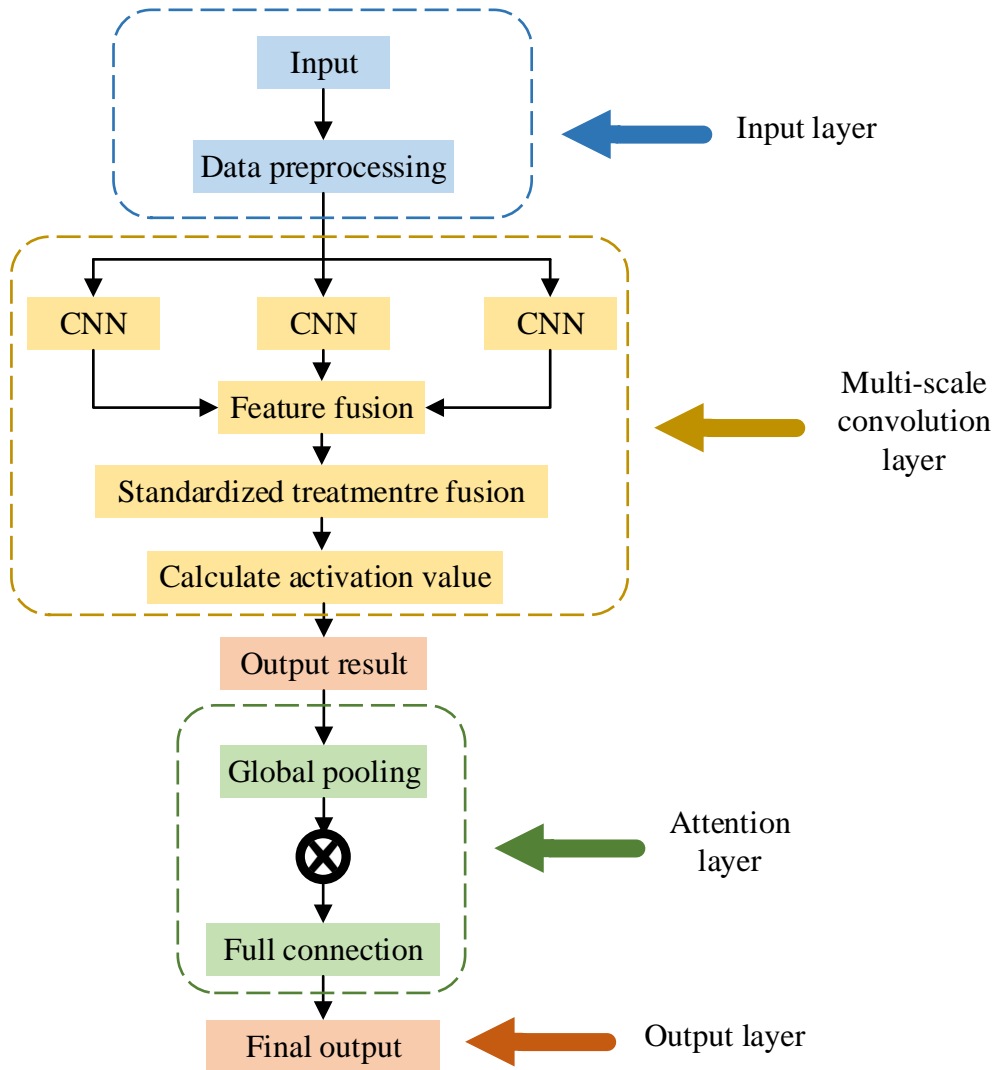 Input
Input layer
Data preprocessing
CNN
CNN
CNN
Feature fusion
Multi-scale
convolution
layer
Standardized treatmentre fusion
Calculate activation value
Output result
Global pooling
Attention
layer
Full connection
Final output
Output layer